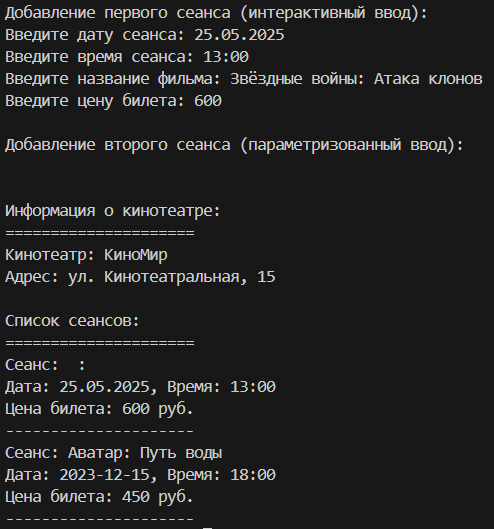 Добавление первого сеанса (интерактивный ввод):
Введите дату сеанса: 25.05.2025
Введите время сеанса: 13:00
Введите название фильма: Звёздные войны: Атака клонов
Введите цену билета: 600
Добавление второго сеанса (параметризованный ввод):
Информация о кинотеатре:
=====================
Кинотеатр: КиноМир
Адрес: ул. Кинотеатральная, 15
Список сеансов:
=====================
Сеанс:  :
Дата: 25.05.2025, Время: 13:00
Цена билета: 600 руб.
---------------------
Сеанс: Аватар: Путь воды
Дата: 2023-12-15, Время: 18:00
Цена билета: 450 руб.
---------------------